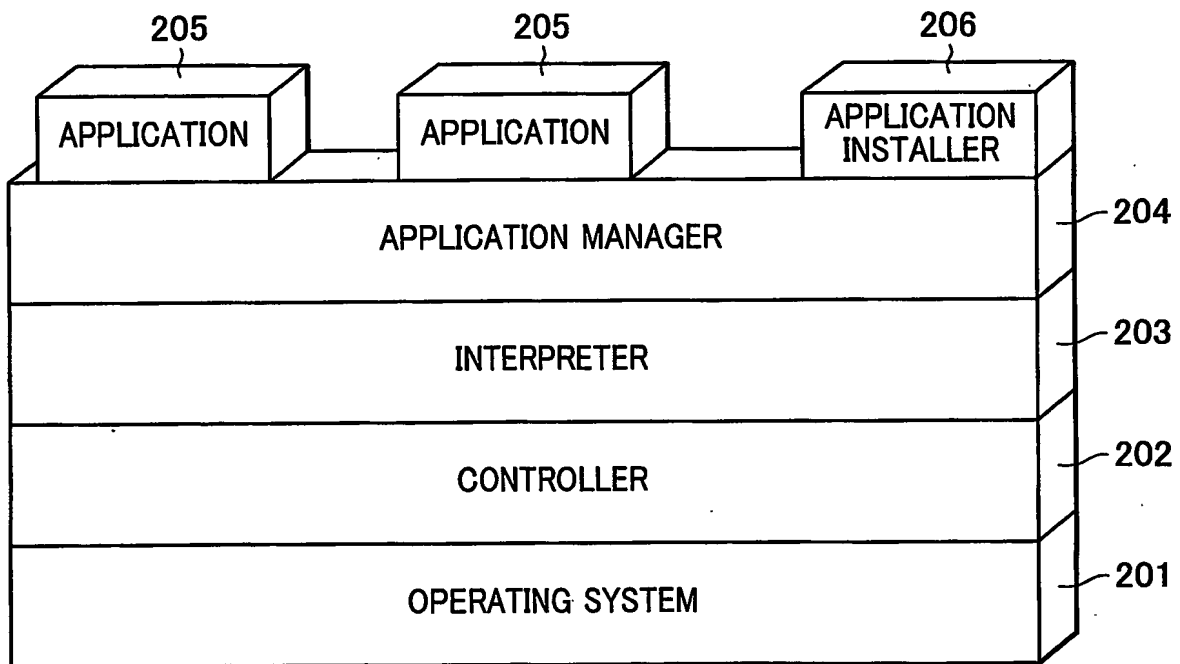 205
205
206
APPLICATION
APPLICATION
APPLICATION
INSTALLER
204
APPLICATION MANAGER
203
INTERPRETER
202
CONTROLLER
201
OPERATING SYSTEM